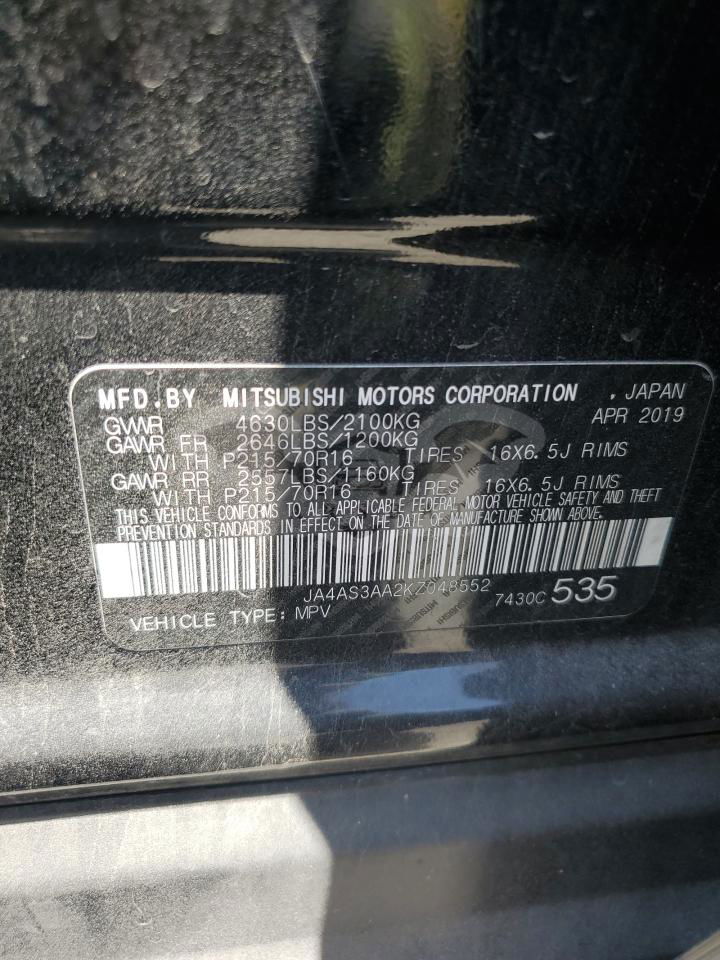 MFD.BY MITSUBISHI MOTORS CORPORATION , JAPAN
GVWR 4630LBS/2100KG APR 2019
GAWR FR 2646LBS/1200KG
WITH P215/70R16 TIRES 16X6.5J RIMS
GAWR RR 2557LBS/1160KG
WITH P215/70R16 TIRES 16X6.5J RIMS
THIS VEHICLE CONFORMS TO ALL APPLICABLE FEDERAL MOTOR VEHICLE SAFETY AND THEFT
PREVENTION STANDARDS IN EFFECT ON THE DATE OF MANUFACTURE SHOWN ABOVE.
JA4AS3AA2KZ048552
VEHICLE TYPE: MPV 7430C 535
MITSUBISHI